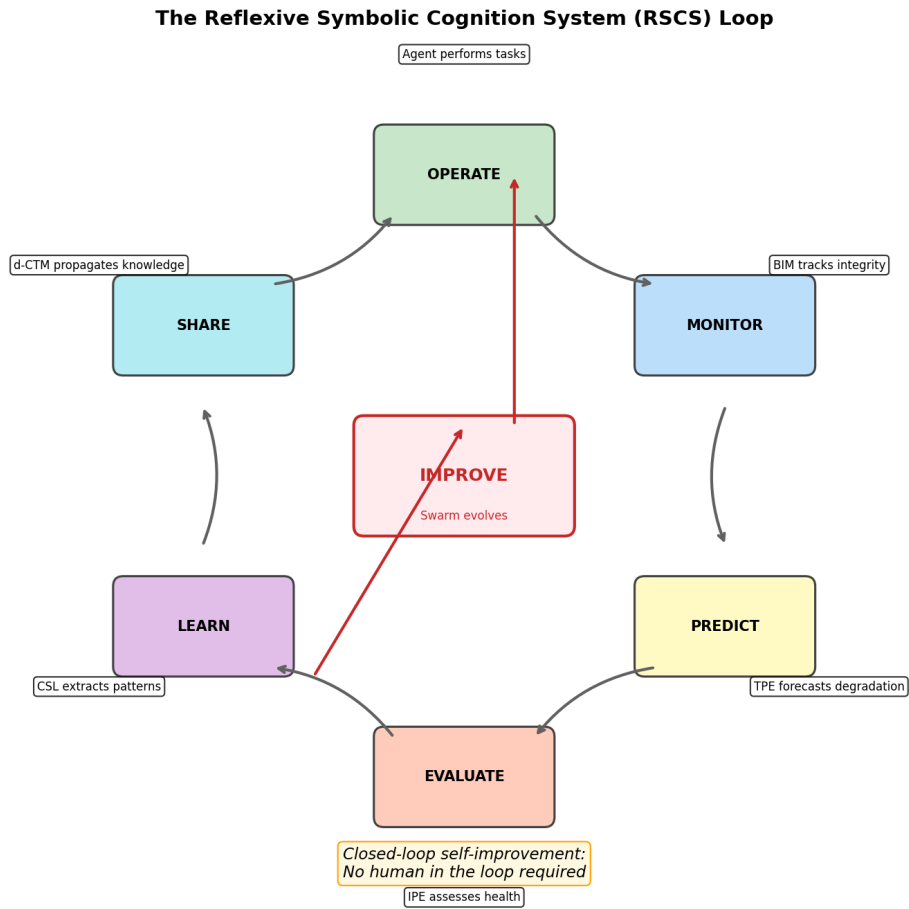 The Reflexive Symbolic Cognition System (RSCS) Loop
Agent performs tasks
OPERATE
d-CTM propagates knowledge
BIM tracks integrity
SHARE
MONITOR
IMPROVE
Swarm evolves
LEARN
PREDICT
CSL extracts patterns
TPE forecasts degradation
EVALUATE
Closed-loop self-improvement:
No human in the loop required
IPE assesses health